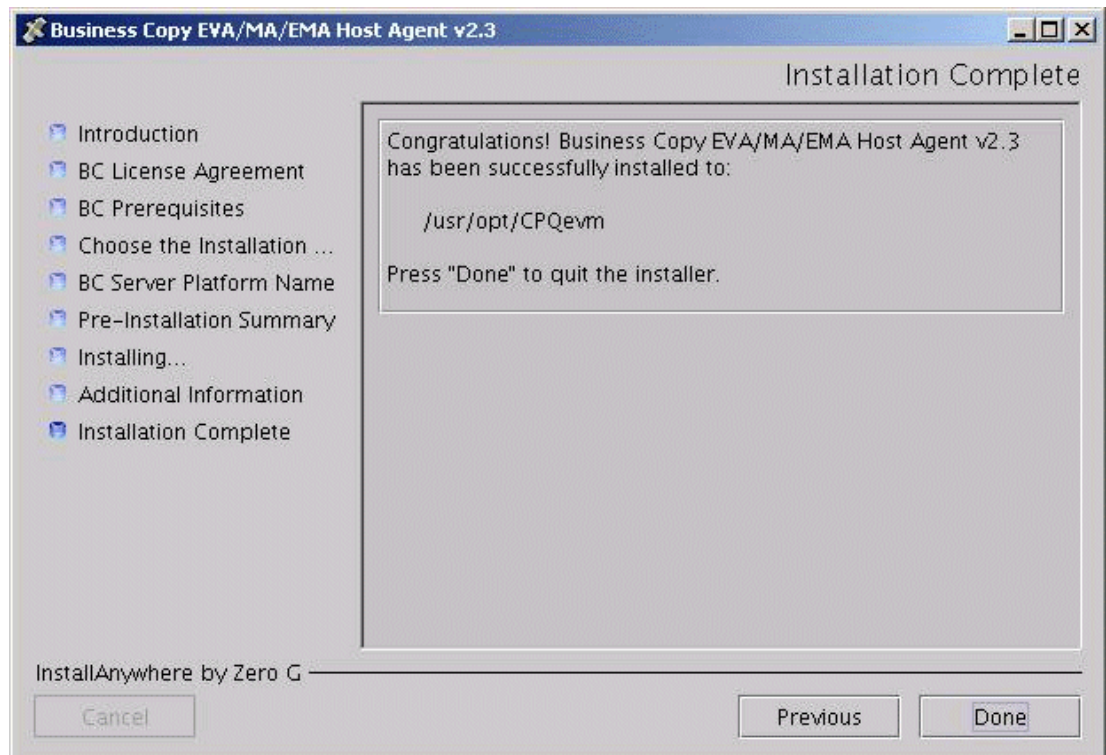 Business Copy EVA/MA/EMA Host Agent v2.3
Installation Complete
Introduction
BC License Agreement
BC Prerequisites
Choose the Installation ...
BC Server Platform Name
Pre-Installation Summary
Installing...
Additional Information
Installation Complete
Congratulations! Business Copy EVA/MA/EMA Host Agent v2.3
has been successfully installed to:
/usr/opt/CPQevm
Press "Done" to quit the installer.
InstallAnywhere by Zero G
Cancel
Previous
Done